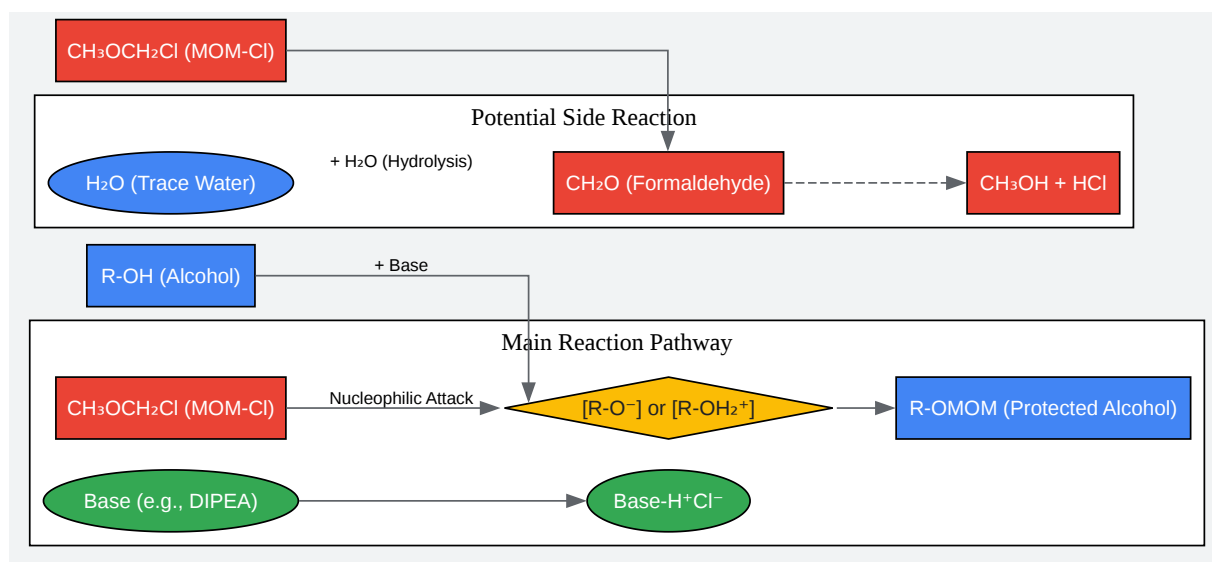 CH₃OCH₂Cl (MOM-Cl)
Potential Side Reaction
+ H₂O (Hydrolysis)
H₂O (Trace Water)
CH₂O (Formaldehyde)
CH₃OH + HCl
R-OH (Alcohol)
+ Base
Main Reaction Pathway
CH₃OCH₂Cl (MOM-Cl)
Nucleophilic Attack
[R-O⁻] or [R-OH₂⁺]
R-OMOM (Protected Alcohol)
Base (e.g., DIPEA)
Base-H⁺Cl⁻